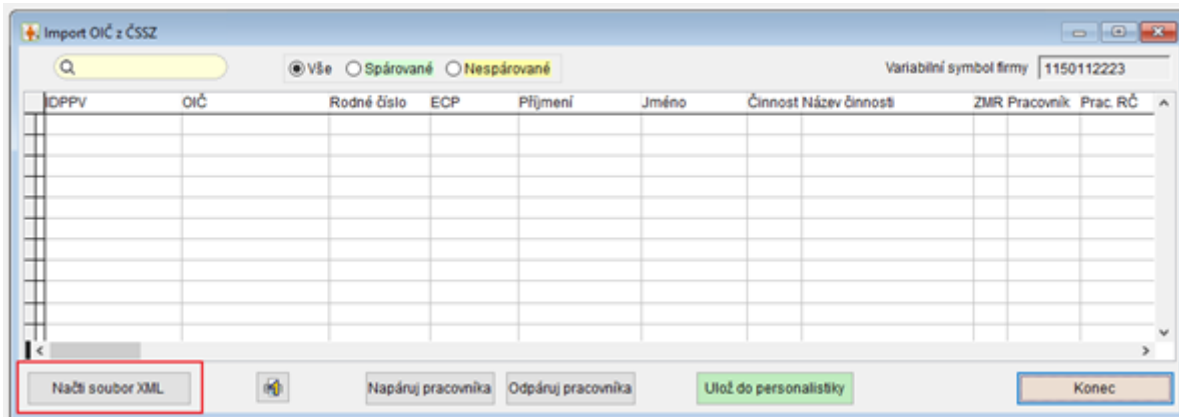 Import OIČ z ČSSZ
Vše Spárované Nespárované Variabilní symbol firmy 1150112223
IDPPV OIČ Rodné číslo ECP Příjmení Jméno Činnost Název činnosti ZMR Pracovník Prac. RČ
Načti soubor XML Napáruj pracovníka Odpáruj pracovníka Ulož do personalistiky Konec